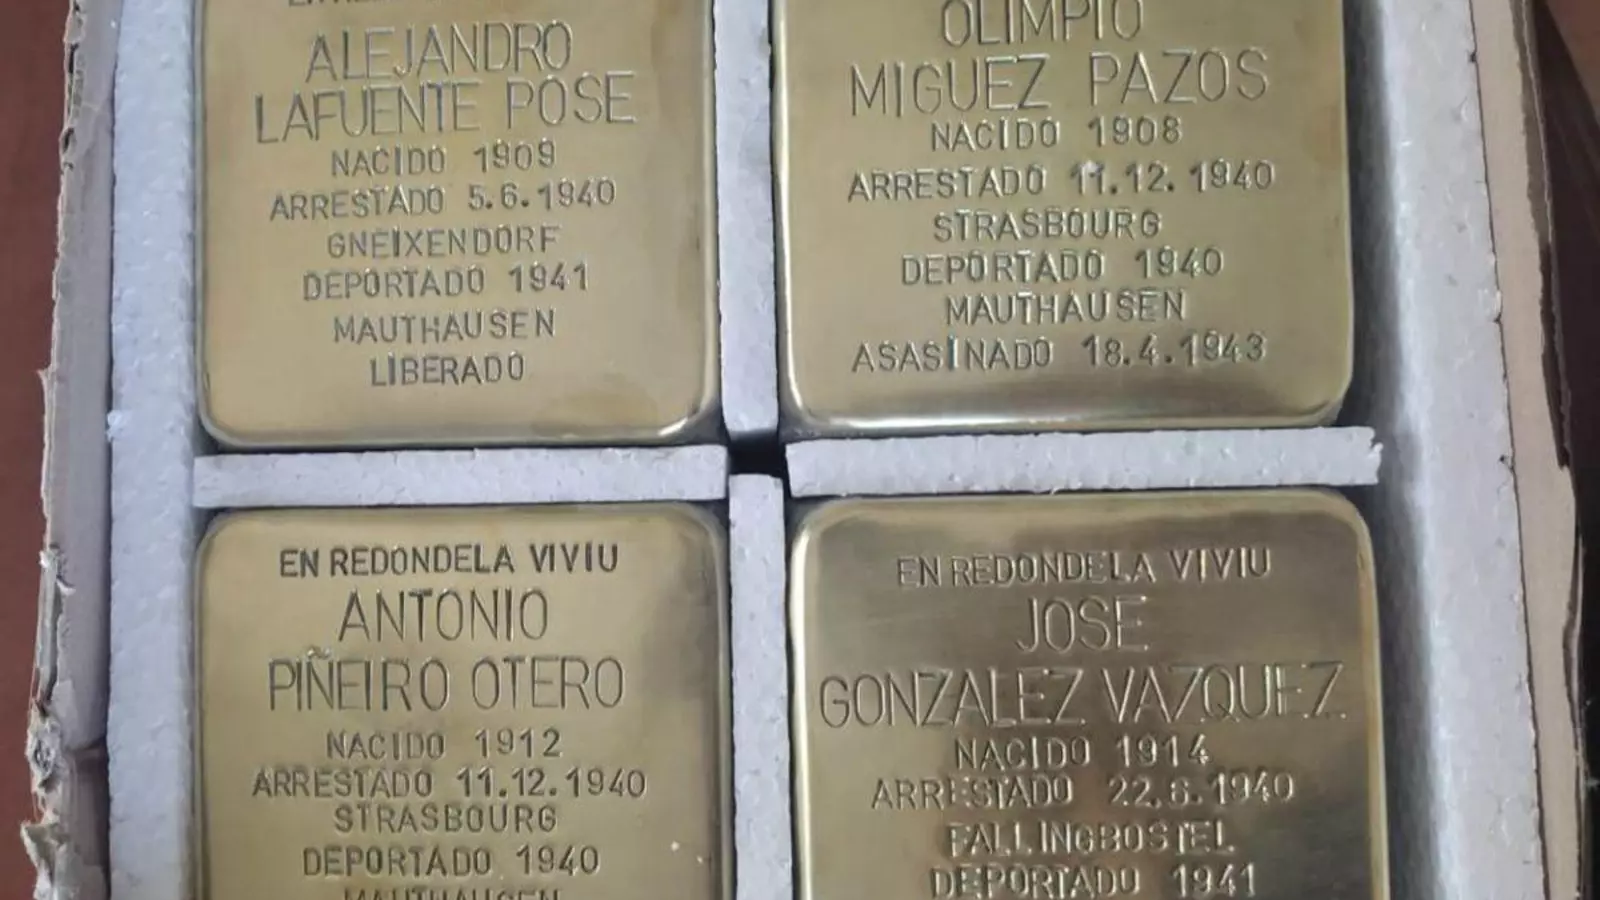 ALEJANDRO
LAFUENTE POSE
NACIDO 1909
ARRESTADO 5.6.1940
GNEIXENDORF
DEPORTADO 1941
MAUTHAUSEN
LIBERADO
OLIMPIO
MIGUEZ PAZOS
NACIDO 1908
ARRESTADO 11.12.1940
STRASBOURG
DEPORTADO 1940
MAUTHAUSEN
ASASINADO 18.4.1943
EN REDONDELA VIVIU
ANTONIO
PIÑEIRO OTERO
NACIDO 1912
ARRESTADO 11.12.1940
STRASBOURG
DEPORTADO 1940
MAUTHAUSEN
EN REDONDELA VIVIU
JOSE
GONZALEZ VAZQUEZ
NACIDO 1914
ARRESTADO 22.6.1940
FALLINGBOSTEL
DEPORTADO 1941